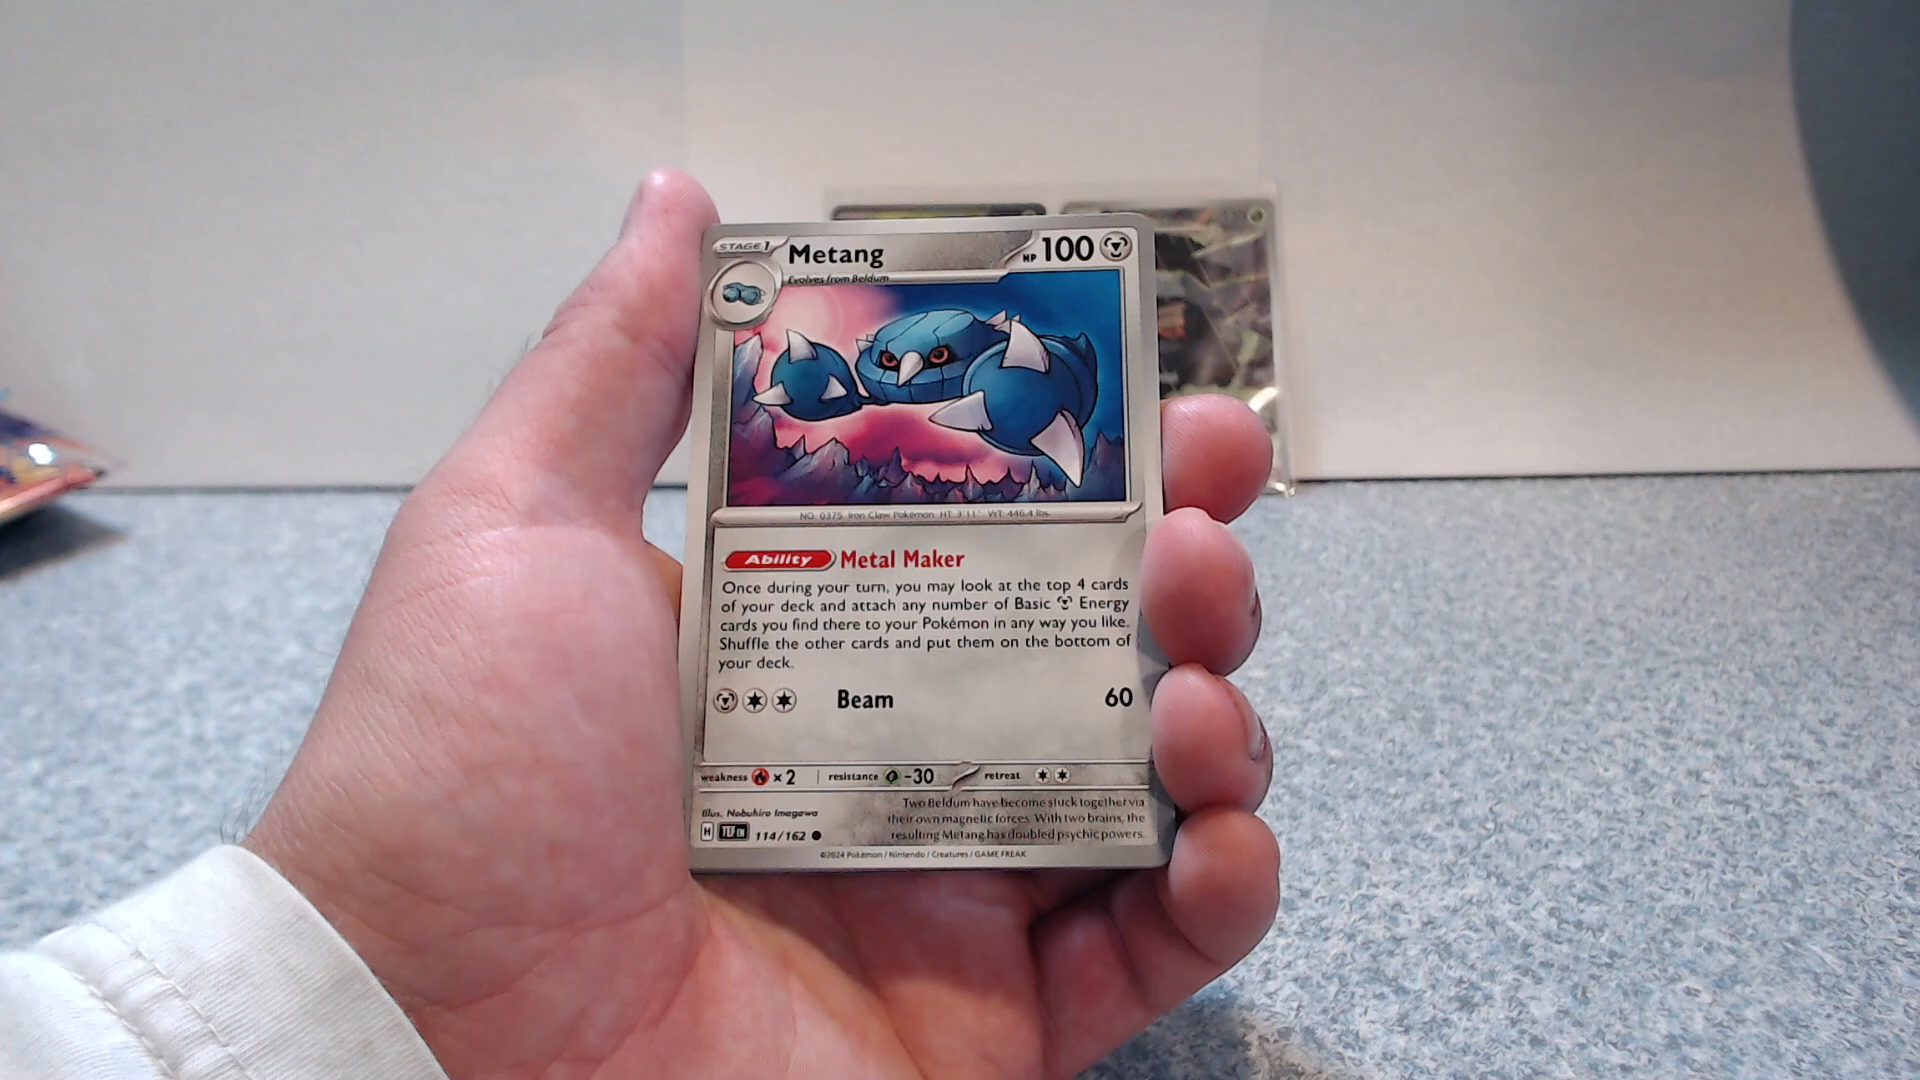 STAGE 1 Metang HP 100
Evolves from Beldum
NO. 0375 Iron Claw Pokémon HT. 3'11" WT. 446.4 lbs.
Ability Metal Maker
Once during your turn, you may look at the top 4 cards
of your deck and attach any number of Basic Energy
cards you find there to your Pokémon in any way you like.
Shuffle the other cards and put them on the bottom of
your deck.
Beam 60
weakness ×2 resistance -30 retreat
Illus. Nobuhiro Imagawa
H TEF EN 114/162
Two Beldum have become stuck together via
their own magnetic forces. With two brains, the
resulting Metang has doubled psychic powers.
©2024 Pokémon / Nintendo / Creatures / GAME FREAK